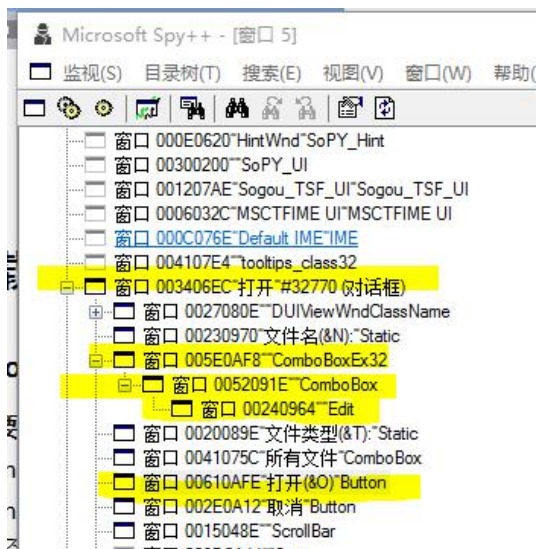 Microsoft Spy++ - [窗口 5]
监视(S) 目录树(T) 搜索(E) 视图(V) 窗口(W) 帮助(
窗口 000E0620"HintWnd"SoPY_Hint
窗口 00300200""SoPY_UI
窗口 001207AE"Sogou_TSF_UI"Sogou_TSF_UI
窗口 0006032C"MSCTFIME UI"MSCTFIME UI
窗口 000C076E"Default IME"IME
窗口 004107E4""tooltips_class32
窗口 003406EC"打开"#32770 (对话框)
窗口 0027080E""DUIViewWndClassName
窗口 00230970"文件名(&N):"Static
窗口 005E0AF8""ComboBoxEx32
窗口 0052091E""ComboBox
窗口 00240964""Edit
窗口 0020089E"文件类型(&T):"Static
窗口 0041075C"所有文件"ComboBox
窗口 00610AFE"打开(&O)"Button
窗口 002E0A12"取消"Button
窗口 0015048E""ScrollBar